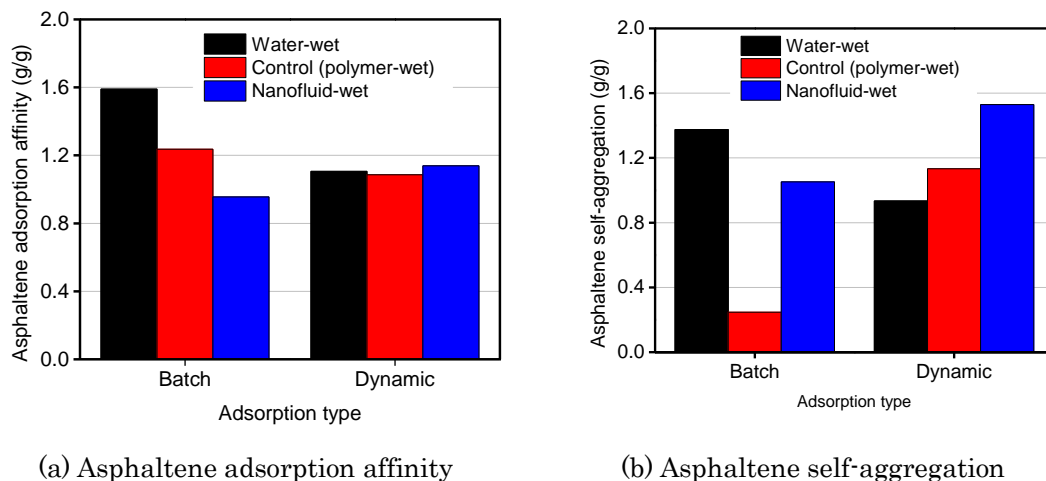 Asphaltene adsorption affinity (g/g)
2.0
1.6
1.2
0.8
0.4
0.0
Water-wet
Control (polymer-wet)
Nanofluid-wet
Batch
Dynamic
Adsorption type
(a) Asphaltene adsorption affinity
Asphaltene self-aggregation (g/g)
2.0
1.6
1.2
0.8
0.4
0.0
Water-wet
Control (polymer-wet)
Nanofluid-wet
Batch
Dynamic
Adsorption type
(b) Asphaltene self-aggregation